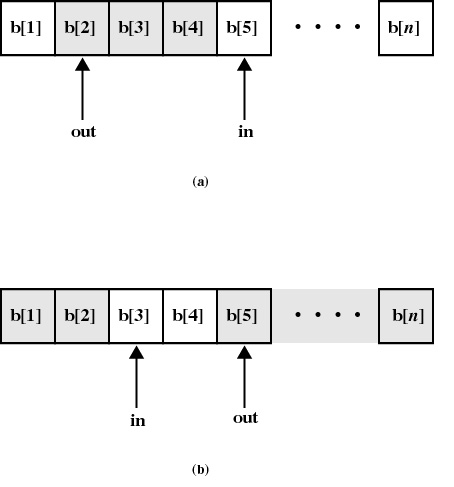 b[1] b[2] b[3] b[4] b[5] • • • • b[n]
out in
(a)
b[1] b[2] b[3] b[4] b[5] • • • • b[n]
in out
(b)